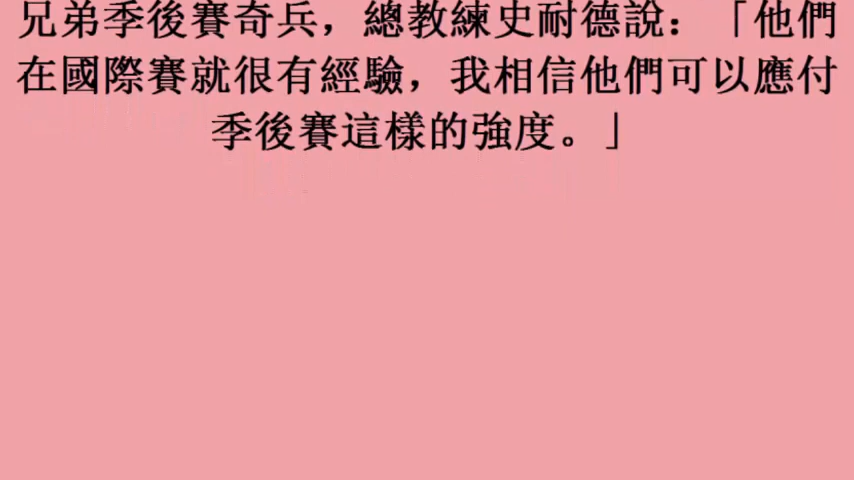 兄弟季後賽奇兵，總教練史耐德說：「他們
在國際賽就很有經驗，我相信他們可以應付
季後賽這樣的強度。」